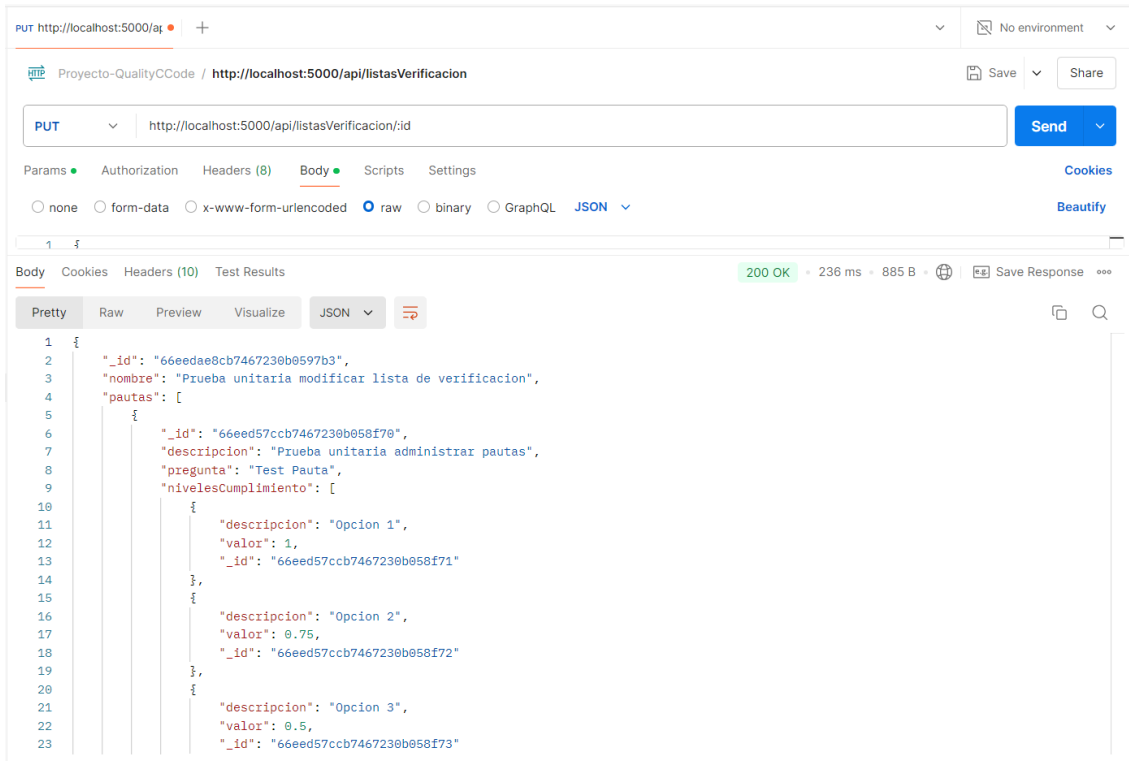 PUT http://localhost:5000/ap
No environment
HTTP Proyecto-QualityCCode / http://localhost:5000/api/listasVerificacion
Save
Share
PUT http://localhost:5000/api/listasVerificacion/:id
Send
Params Authorization Headers (8) Body Scripts Settings
Cookies
none form-data x-www-form-urlencoded raw binary GraphQL JSON
Beautify
1 {
Body Cookies Headers (10) Test Results
200 OK 236 ms 885 B e.g. Save Response
Pretty Raw Preview Visualize JSON
1 {
2 "_id": "66eedae8cb7467230b0597b3",
3 "nombre": "Prueba unitaria modificar lista de verificacion",
4 "pautas": [
5 {
6 "_id": "66eed57ccb7467230b058f70",
7 "descripcion": "Prueba unitaria administrar pautas",
8 "pregunta": "Test Pauta",
9 "nivelesCumplimiento": [
10 {
11 "descripcion": "Opcion 1",
12 "valor": 1,
13 "_id": "66eed57ccb7467230b058f71"
14 },
15 {
16 "descripcion": "Opcion 2",
17 "valor": 0.75,
18 "_id": "66eed57ccb7467230b058f72"
19 },
20 {
21 "descripcion": "Opcion 3",
22 "valor": 0.5,
23 "_id": "66eed57ccb7467230b058f73"